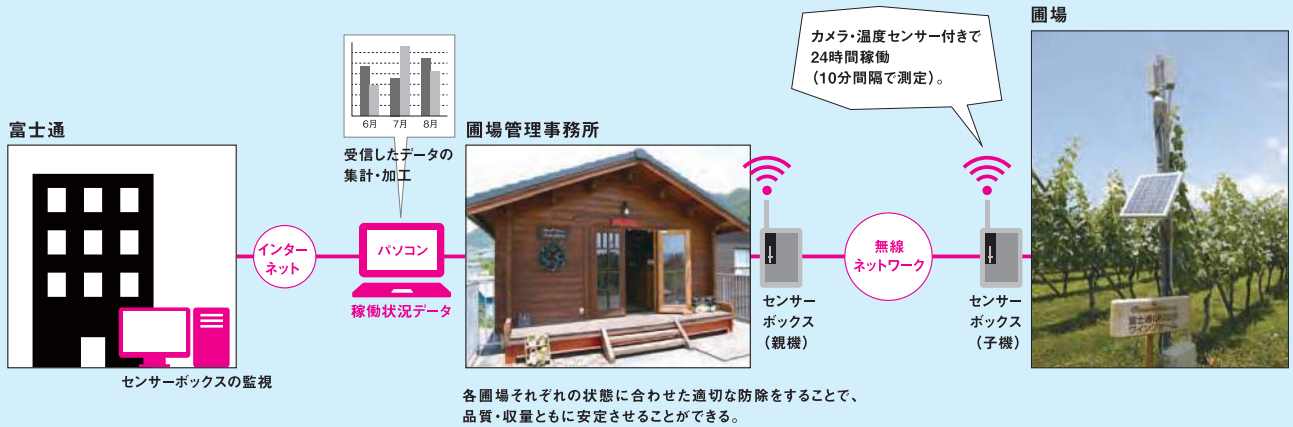 富士通
センサーボックスの監視
インター
ネット
6月 7月 8月
受信したデータの
集計・加工
パソコン
稼働状況データ
圃場管理事務所
各圃場それぞれの状態に合わせた適切な防除をすることで、
品質・収量ともに安定させることができる。
センサー
ボックス
（親機）
無線
ネットワーク
カメラ・温度センサー付きで
24時間稼働
（10分間隔で測定）。
センサー
ボックス
（子機）
圃場